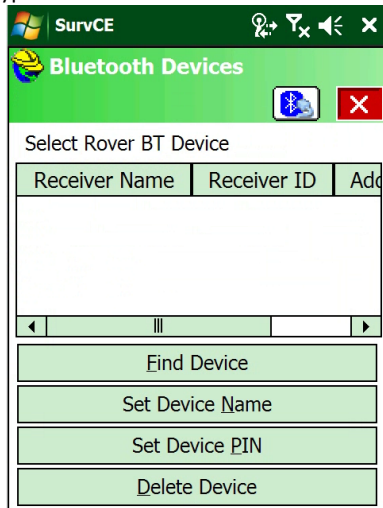 SurvCE
Bluetooth Devices
Select Rover BT Device
Receiver Name Receiver ID Add
Find Device
Set Device Name
Set Device PIN
Delete Device